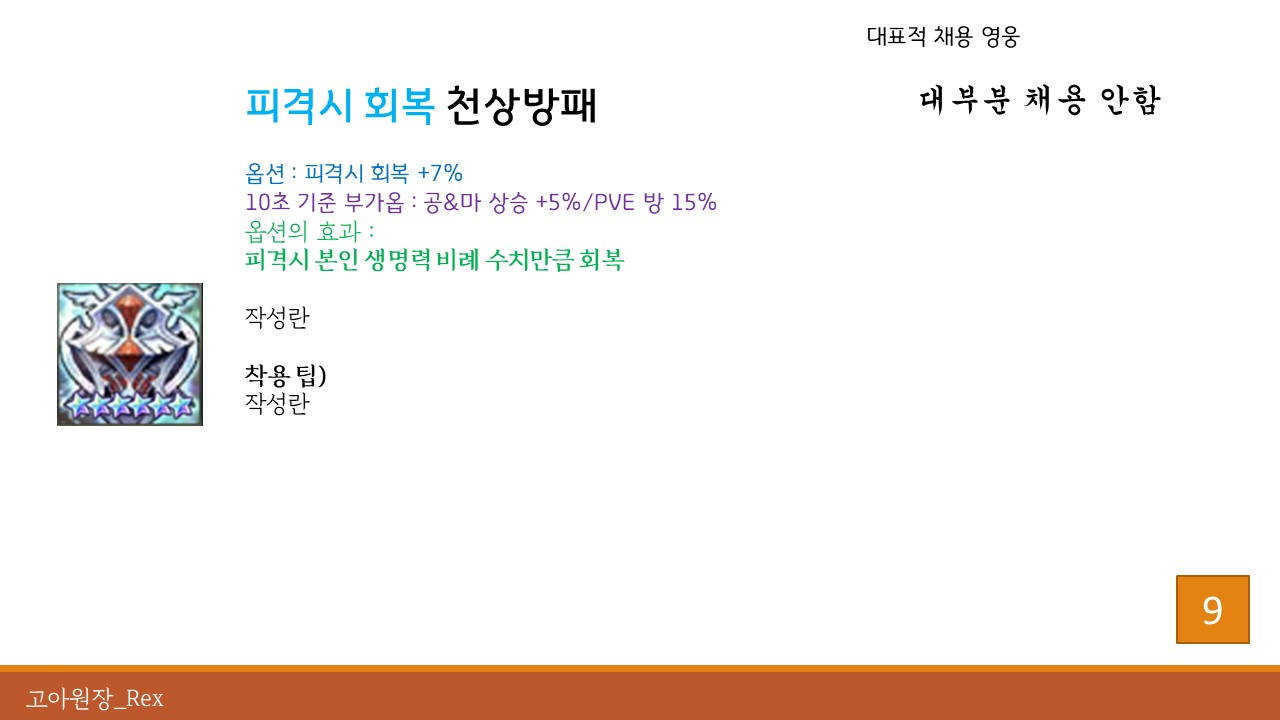 대표적 채용 영웅
피격시 회복 천상방패
대부분 채용 안함
옵션 : 피격시 회복 +7%
10초 기준 부가옵 : 공&마 상승 +5%/PVE 방 15%
옵션의 효과 :
피격시 본인 생명력 비례 수치만큼 회복
작성란
착용 팁)
작성란
9
고아원장_Rex